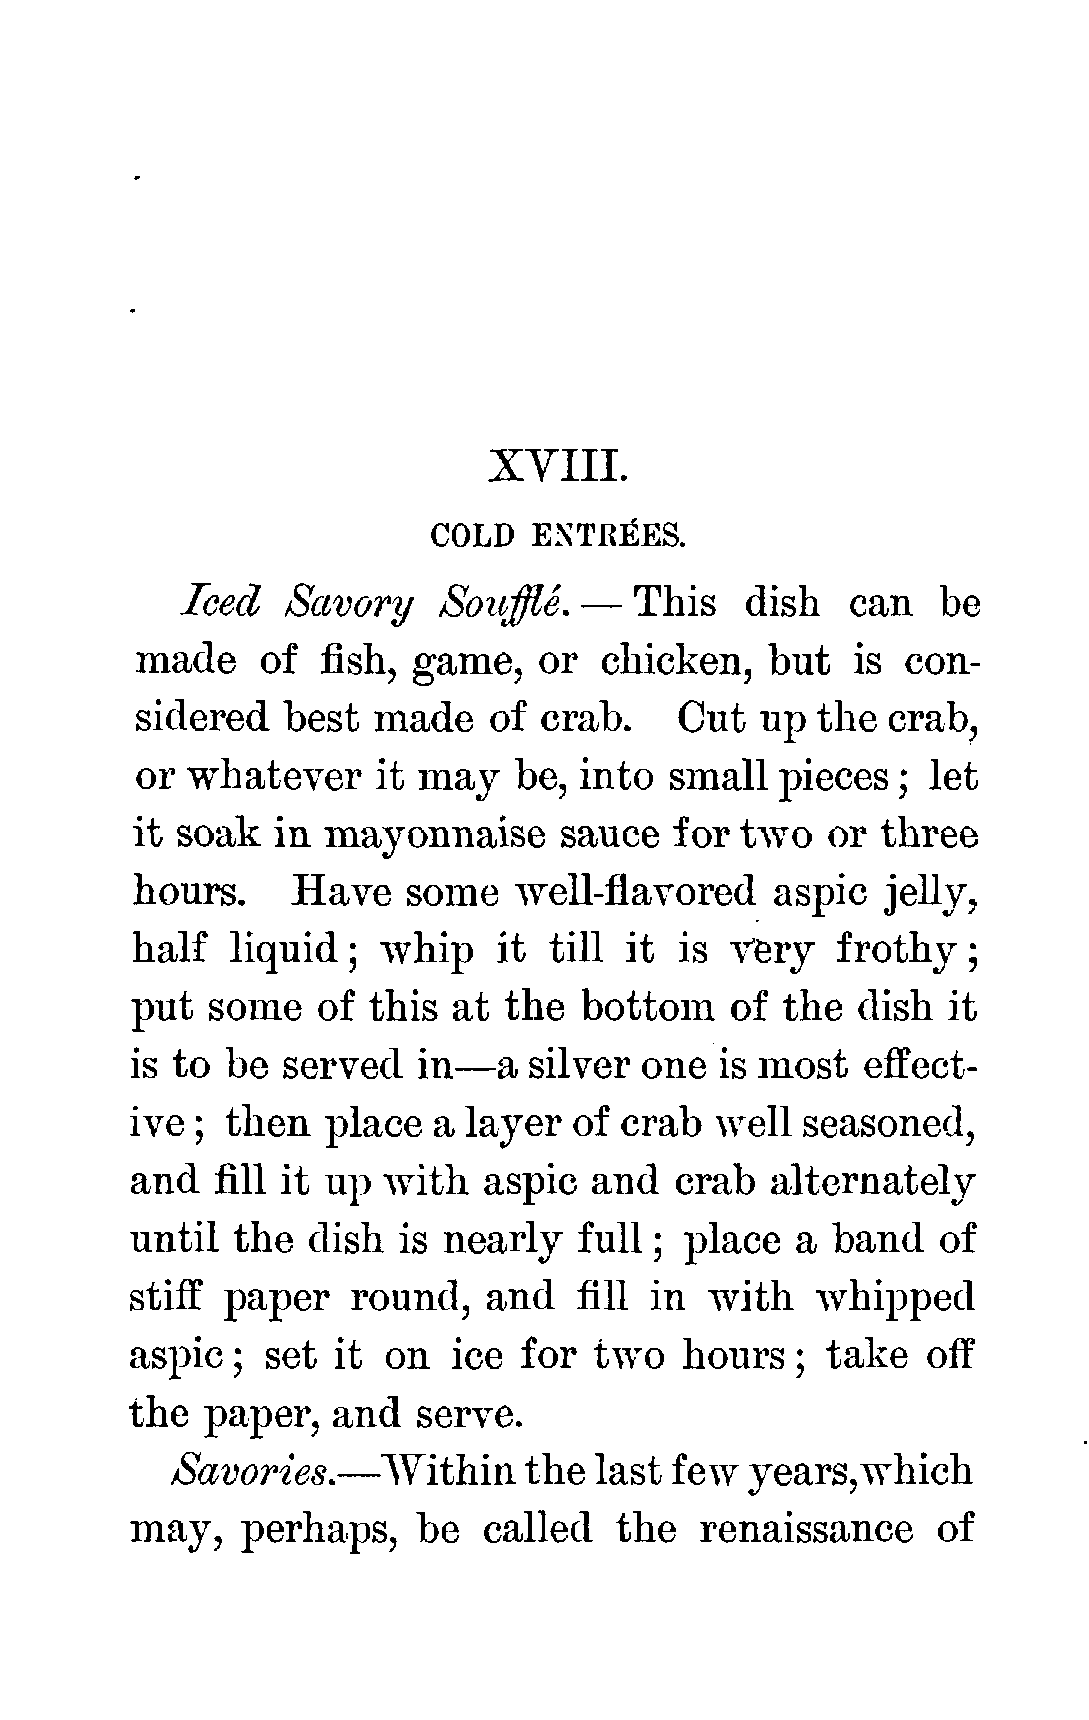 XVIII.
COLD ENTRÉES.
Iced Savory Soufflé. — This dish can be
made of fish, game, or chicken, but is con-
sidered best made of crab. Cut up the crab,
or whatever it may be, into small pieces; let
it soak in mayonnaise sauce for two or three
hours. Have some well-flavored aspic jelly,
half liquid; whip it till it is very frothy;
put some of this at the bottom of the dish it
is to be served in—a silver one is most effect-
ive; then place a layer of crab well seasoned,
and fill it up with aspic and crab alternately
until the dish is nearly full; place a band of
stiff paper round, and fill in with whipped
aspic; set it on ice for two hours; take off
the paper, and serve.
Savories.—Within the last few years, which
may, perhaps, be called the renaissance of